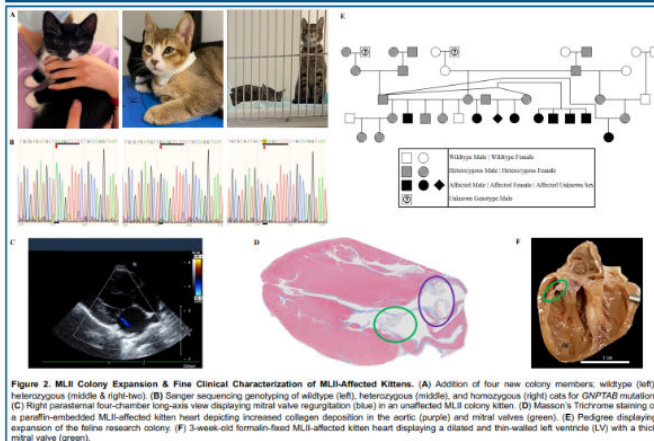 A
E
B
Wildtype Male | Wildtype Female
Heterozygous Male | Heterozygous Female
Affected Male | Affected Female | Affected Unknown Sex
Unknown Genotype Male
C
D
F
LV
1 cm
Figure 2. MLII Colony Expansion & Fine Clinical Characterization of MLII-Affected Kittens. (A) Addition of four new colony members; wildtype (left),
heterozygous (middle & right-two). (B) Sanger sequencing genotyping of wildtype (left), heterozygous (middle), and homozygous (right) cats for GNPTAB mutation.
(C) Right parasternal four-chamber long-axis view displaying mitral valve regurgitation (blue) in an unaffected MLII colony kitten. (D) Masson's Trichrome staining of
a paraffin-embedded MLII-affected kitten heart depicting increased collagen deposition in the aortic (purple) and mitral valves (green). (E) Pedigree displaying
expansion of the feline research colony. (F) 3-week-old formalin-fixed MLII-affected kitten heart displaying a dilated and thin-walled left ventricle (LV) with a thick
mitral valve (green).